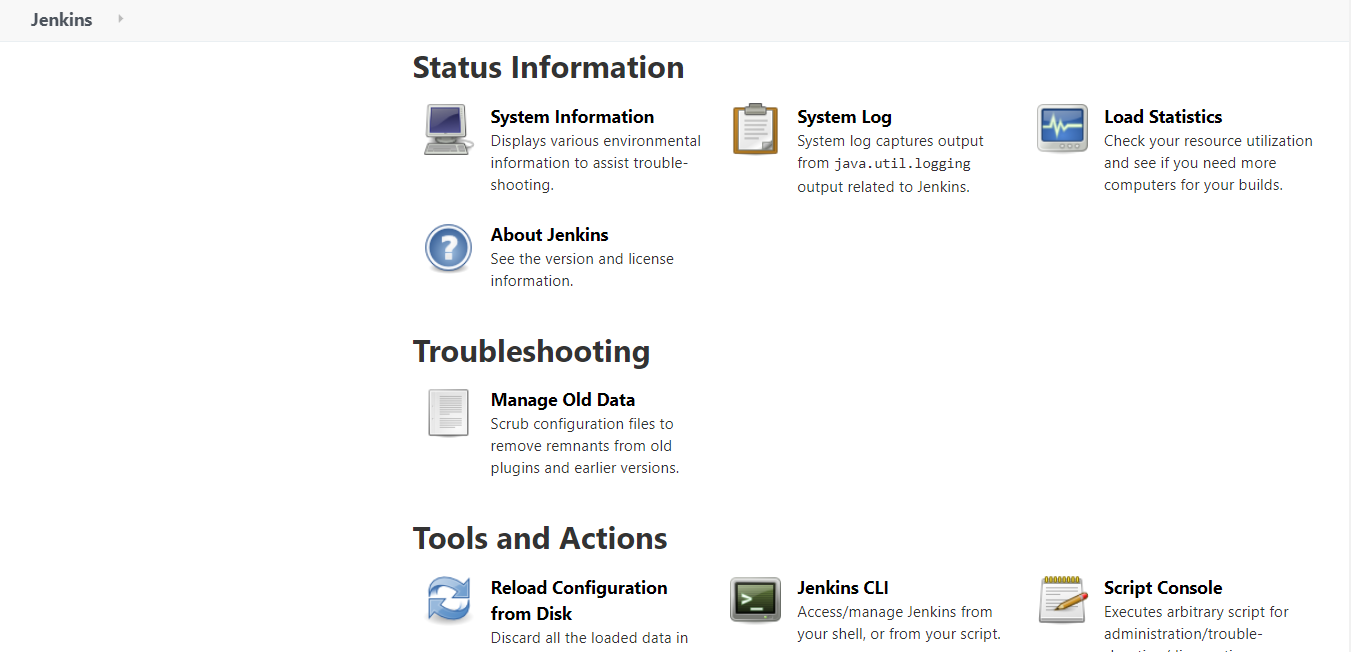 Jenkins
Status Information
System Information
Displays various environmental
information to assist trouble-
shooting.
System Log
System log captures output
from java.util.logging
output related to Jenkins.
Load Statistics
Check your resource utilization
and see if you need more
computers for your builds.
About Jenkins
See the version and license
information.
Troubleshooting
Manage Old Data
Scrub configuration files to
remove remnants from old
plugins and earlier versions.
Tools and Actions
Reload Configuration
from Disk
Discard all the loaded data in
Jenkins CLI
Access/manage Jenkins from
your shell, or from your script.
Script Console
Executes arbitrary script for
administration/trouble-